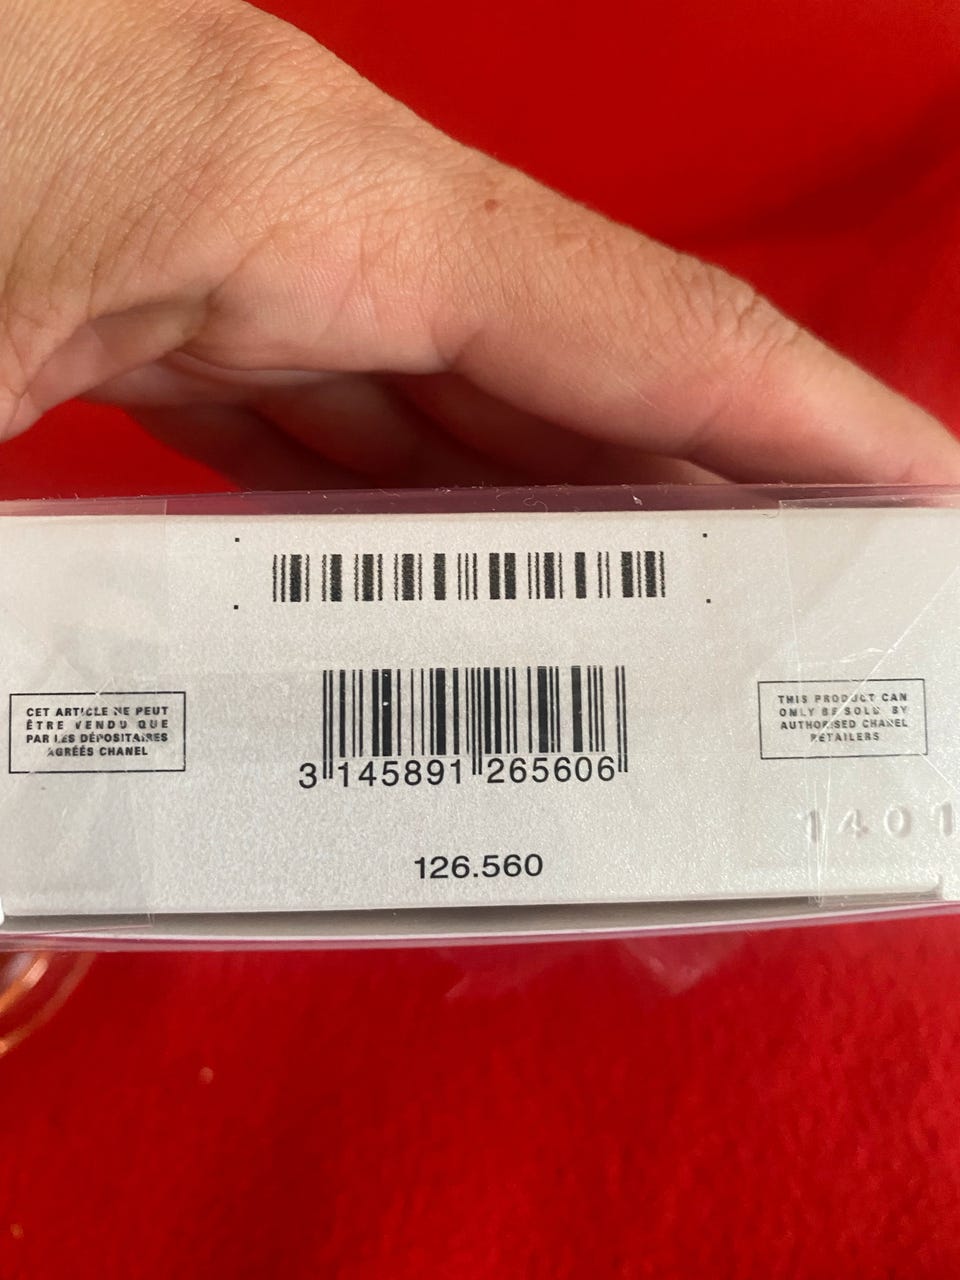 CET ARTICLE NE PEUT
ÊTRE VENDU QUE
PAR LES DÉPOSITAIRES
AGRÉÉS CHANEL
THIS PRODUCT CAN
ONLY BE SOLD BY
AUTHORISED CHANEL
RETAILERS
3 145891 265606
1401
126.560